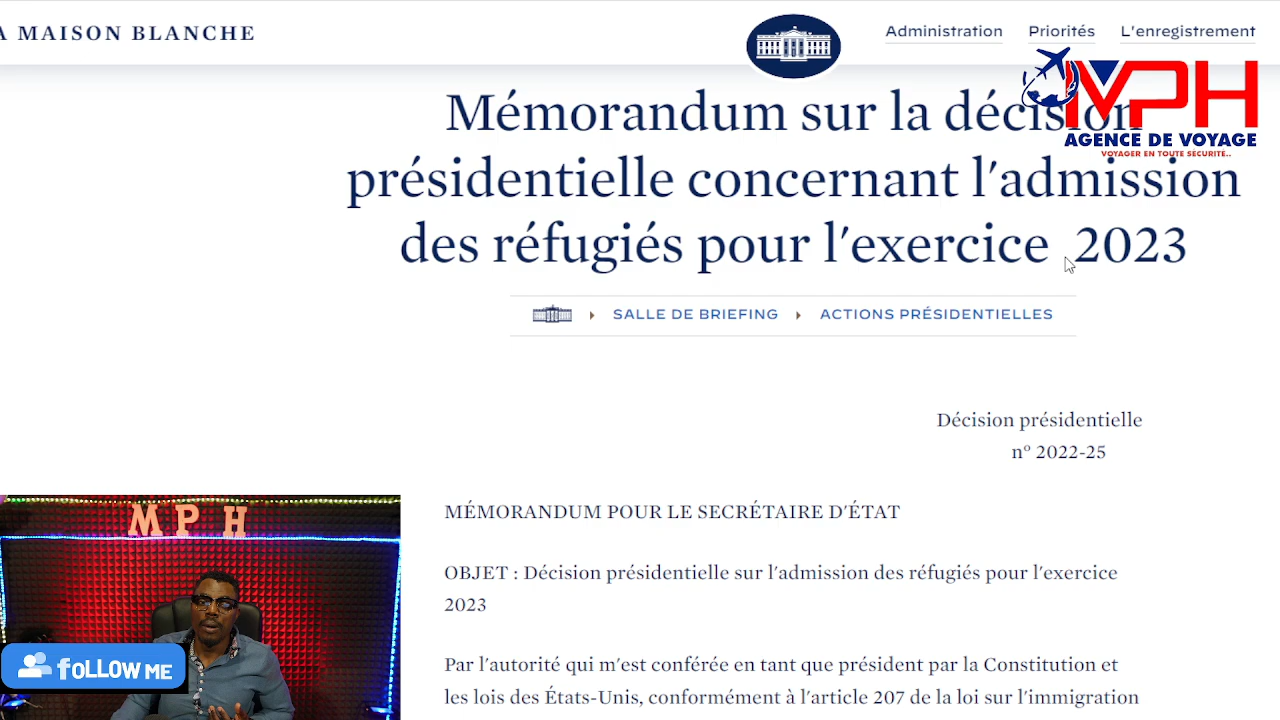 A MAISON BLANCHE
Administration
Priorités
L'enregistrement
MPH
AGENCE DE VOYAGE
VOYAGER EN TOUTE SECURITE..
Mémorandum sur la décision
présidentielle concernant l'admission
des réfugiés pour l'exercice 2023
SALLE DE BRIEFING
ACTIONS PRÉSIDENTIELLES
Décision présidentielle
nº 2022-25
MÉMORANDUM POUR LE SECRÉTAIRE D'ÉTAT
OBJET : Décision présidentielle sur l'admission des réfugiés pour l'exercice
2023
Par l'autorité qui m'est conférée en tant que président par la Constitution et
les lois des États-Unis, conformément à l'article 207 de la loi sur l'immigration
M P H
foLLOW ME